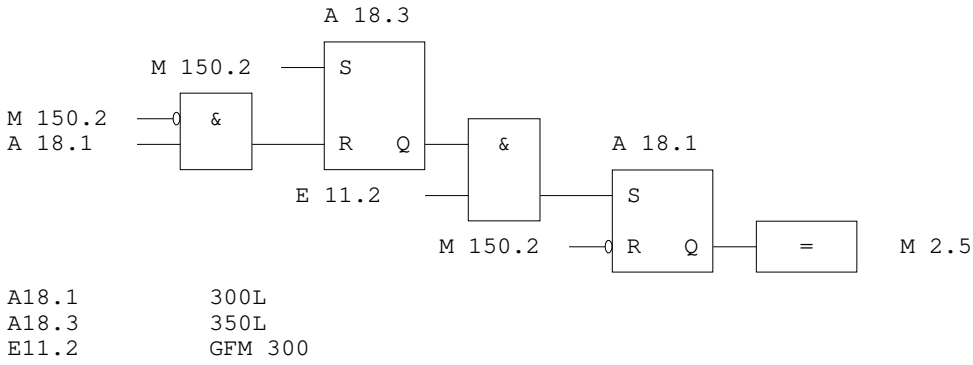 A 18.3
M 150.2 S
M 150.2 &
A 18.1 R Q & A 18.1
E 11.2 S
M 150.2 R Q = M 2.5
A18.1 300L
A18.3 350L
E11.2 GFM 300